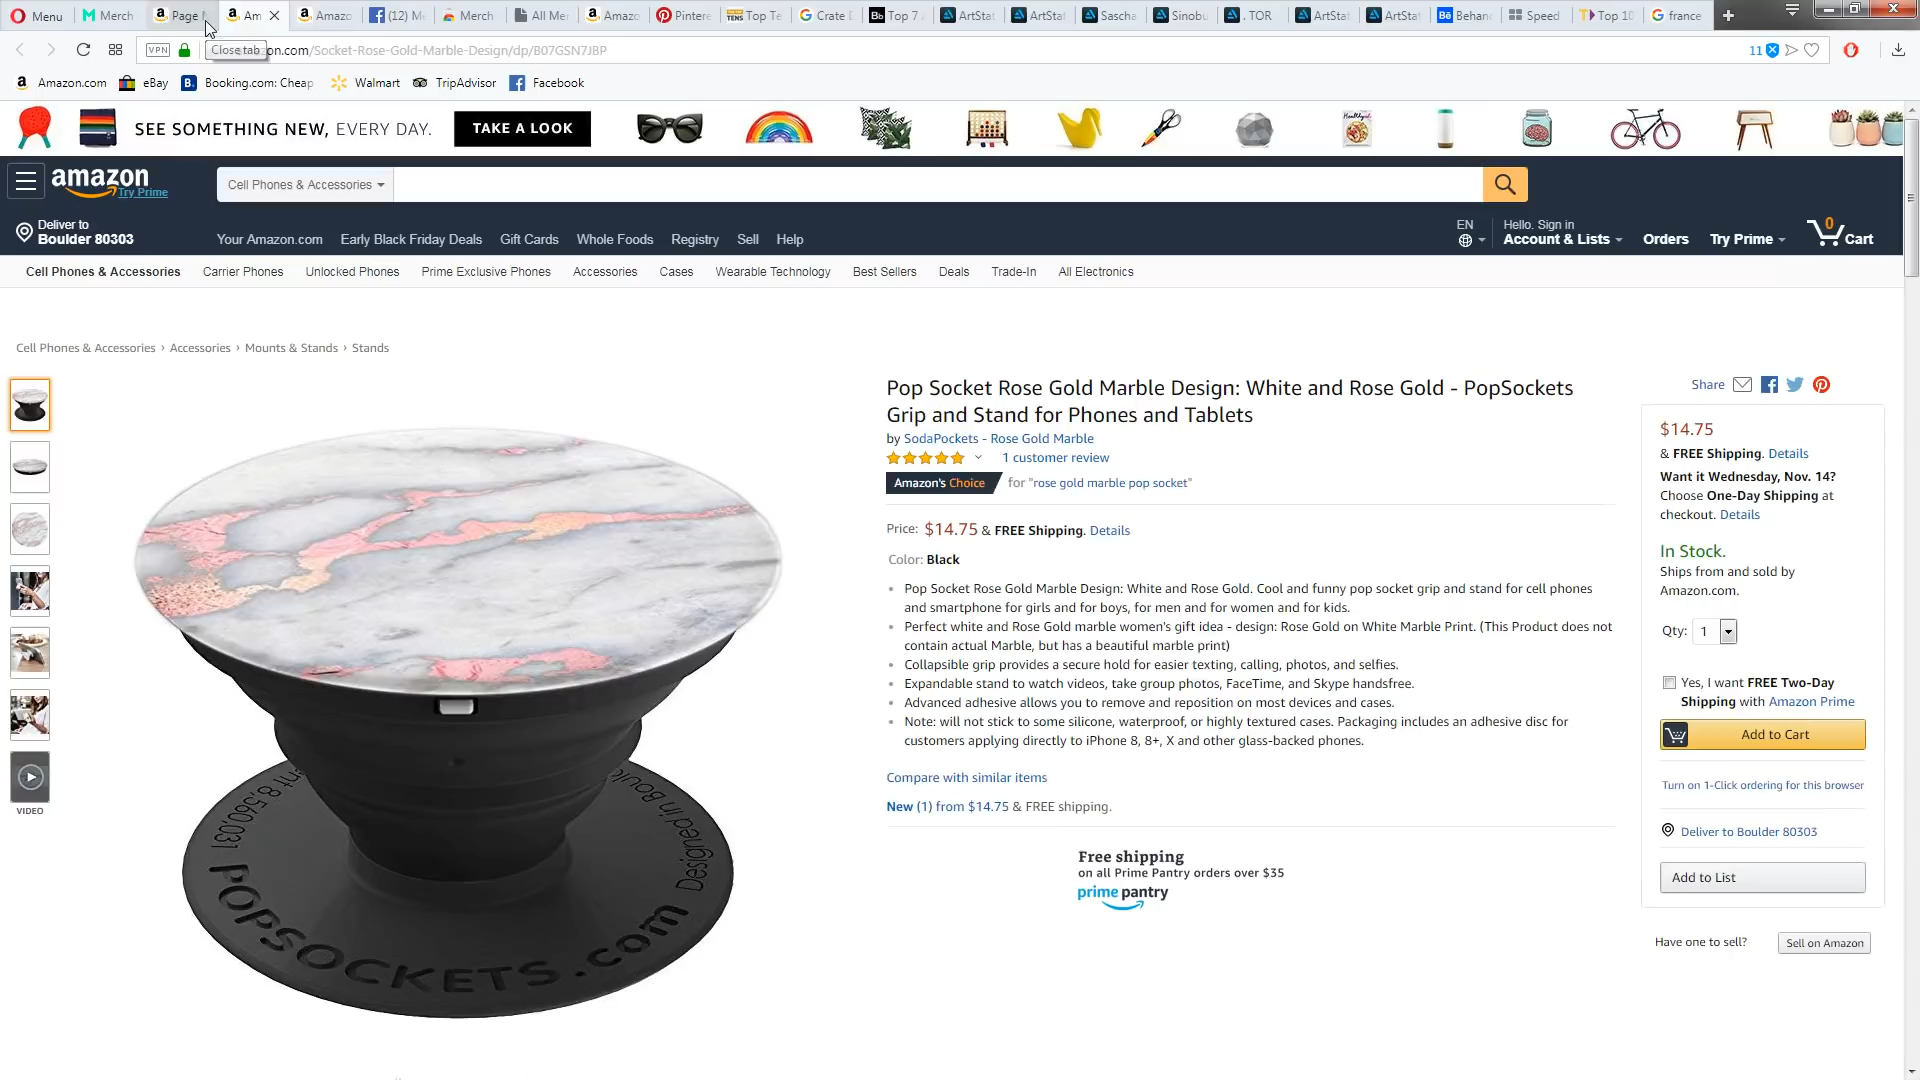 Menu
Merch
Page
Am
Amazo
(12) M
Merch
All Mer
Amazo
Pintere
Top Te
Crate
Top 7
ArtStat
ArtStat
Sascha
Sinobu
. TOR
ArtStat
ArtStat
Behand
Speed
Top 10
france
VPN
Close tab
on.com/Socket-Rose-Gold-Marble-Design/dp/B07GSN7JBP
11
Amazon.com
eBay
Booking.com: Cheap
Walmart
TripAdvisor
Facebook
SEE SOMETHING NEW, EVERY DAY.
TAKE A LOOK
amazon
Try Prime
Cell Phones & Accessories
Deliver to
Boulder 80303
Your Amazon.com
Early Black Friday Deals
Gift Cards
Whole Foods
Registry
Sell
Help
EN
Hello. Sign in
Account & Lists
Orders
Try Prime
0
Cart
Cell Phones & Accessories
Carrier Phones
Unlocked Phones
Prime Exclusive Phones
Accessories
Cases
Wearable Technology
Best Sellers
Deals
Trade-In
All Electronics
Cell Phones & Accessories › Accessories › Mounts & Stands › Stands
VIDEO
POPSOCKETS.com
Pop Socket Rose Gold Marble Design: White and Rose Gold - PopSockets
Grip and Stand for Phones and Tablets
by SodaPockets - Rose Gold Marble
1 customer review
Amazon's Choice for "rose gold marble pop socket"
Price: $14.75 & FREE Shipping. Details
Color: Black
Pop Socket Rose Gold Marble Design: White and Rose Gold. Cool and funny pop socket grip and stand for cell phones
and smartphone for girls and for boys, for men and for women and for kids.
Perfect white and Rose Gold marble women's gift idea - design: Rose Gold on White Marble Print. (This Product does not
contain actual Marble, but has a beautiful marble print)
Collapsible grip provides a secure hold for easier texting, calling, photos, and selfies.
Expandable stand to watch videos, take group photos, FaceTime, and Skype handsfree.
Advanced adhesive allows you to remove and reposition on most devices and cases.
Note: will not stick to some silicone, waterproof, or highly textured cases. Packaging includes an adhesive disc for
customers applying directly to iPhone 8, 8+, X and other glass-backed phones.
Compare with similar items
New (1) from $14.75 & FREE shipping.
Free shipping
on all Prime Pantry orders over $35
prime pantry
Share
$14.75
& FREE Shipping. Details
Want it Wednesday, Nov. 14?
Choose One-Day Shipping at
checkout. Details
In Stock.
Ships from and sold by
Amazon.com.
Qty: 1
Yes, I want FREE Two-Day
Shipping with Amazon Prime
Add to Cart
Turn on 1-Click ordering for this browser
Deliver to Boulder 80303
Add to List
Have one to sell?
Sell on Amazon